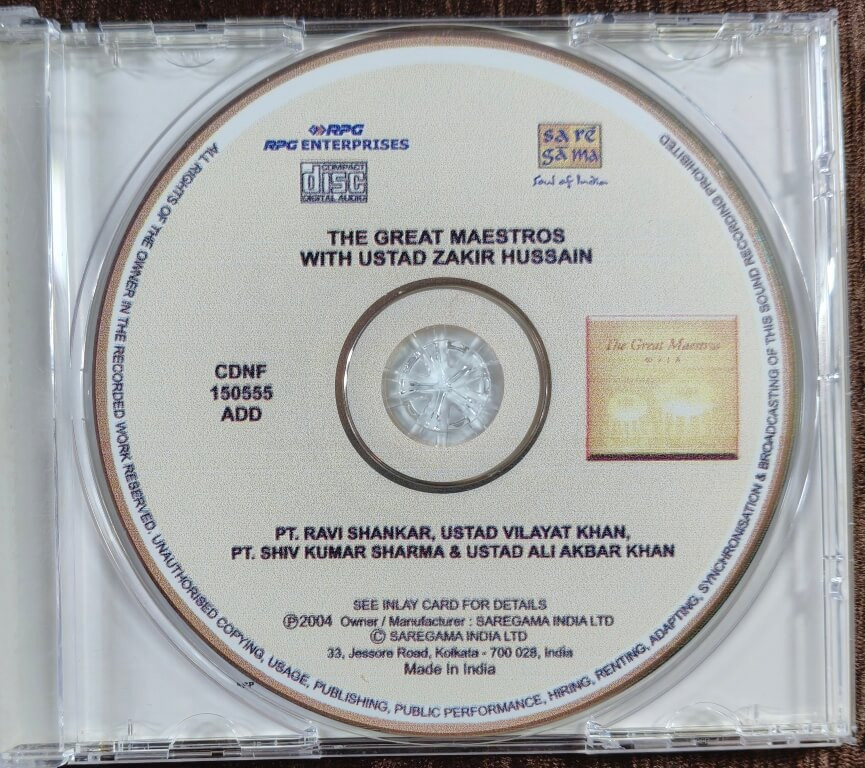 RPG
RPG ENTERPRISES
sa rē
gā ma
Soul of India
COMPACT
disc
DIGITAL AUDIO
THE GREAT MAESTROS
WITH USTAD ZAKIR HUSSAIN
The Great Maestros
CDNF
150555
ADD
PT. RAVI SHANKAR, USTAD VILAYAT KHAN,
PT. SHIV KUMAR SHARMA & USTAD ALI AKBAR KHAN
SEE INLAY CARD FOR DETAILS
Ⓟ2004 Owner / Manufacturer : SAREGAMA INDIA LTD
Ⓒ SAREGAMA INDIA LTD
33, Jessore Road, Kolkata - 700 028, India
Made In India
ALL RIGHTS OF THE OWNER IN THE RECORDED WORK RESERVED. UNAUTHORISED COPYING, USAGE, PUBLISHING, PUBLIC PERFORMANCE, HIRING, RENTING, ADAPTING, SYNCHRONISATION & BROADCASTING OF THIS SOUND RECORDING PROHIBITED